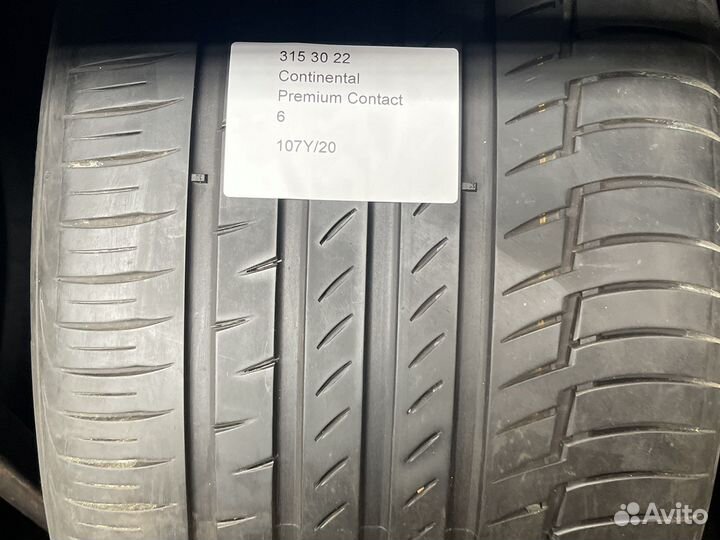 315 30 22
Continental
Premium Contact
6
107Y/20
Avito